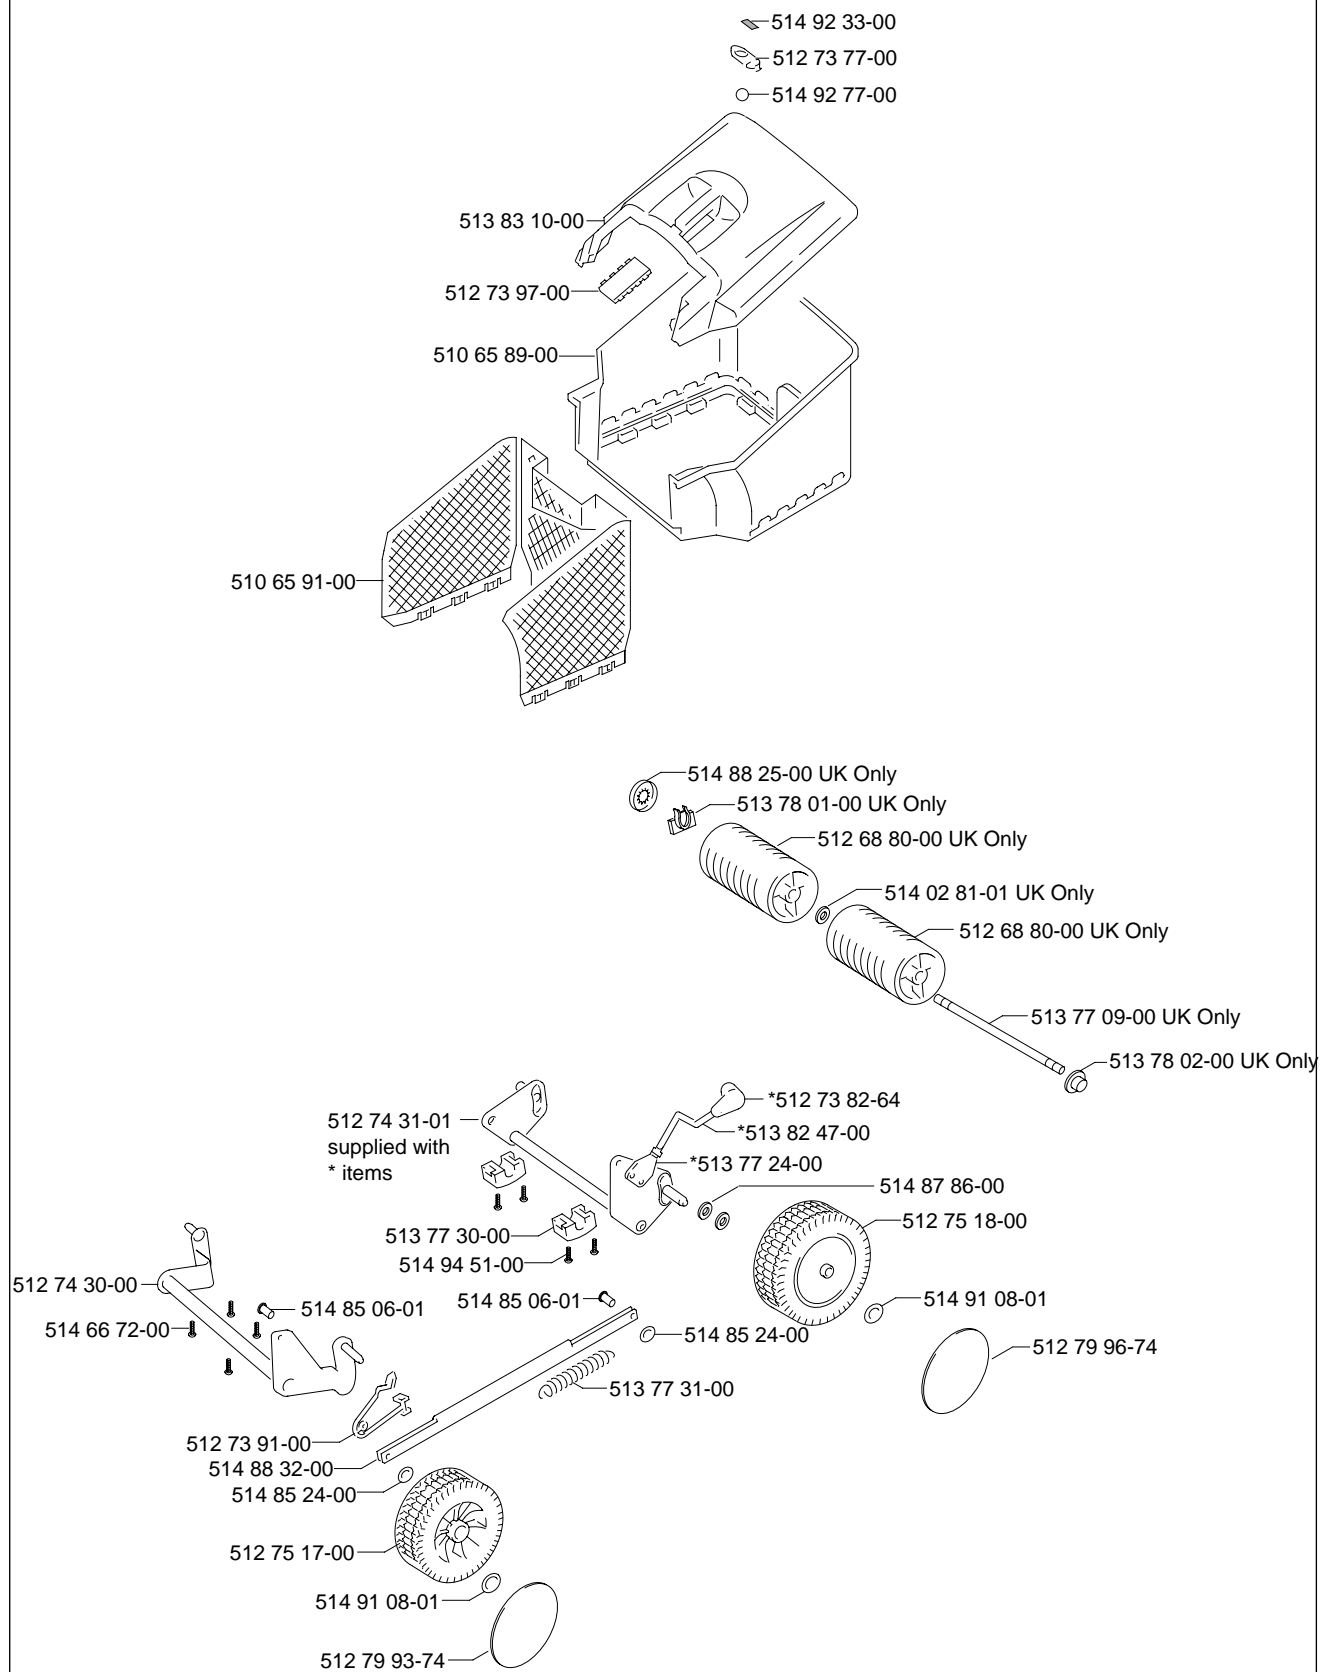 514 92 33-00
512 73 77-00
514 92 77-00
513 83 10-00
512 73 97-00
510 65 89-00
510 65 91-00
514 88 25-00 UK Only
513 78 01-00 UK Only
512 68 80-00 UK Only
514 02 81-01 UK Only
512 68 80-00 UK Only
513 77 09-00 UK Only
513 78 02-00 UK Only
*512 73 82-64
512 74 31-01
supplied with
* items
*513 82 47-00
*513 77 24-00
514 87 86-00
512 75 18-00
513 77 30-00
514 94 51-00
512 74 30-00
514 85 06-01
514 85 06-01
514 91 08-01
514 66 72-00
514 85 24-00
512 79 96-74
513 77 31-00
512 73 91-00
514 88 32-00
514 85 24-00
512 75 17-00
514 91 08-01
512 79 93-74